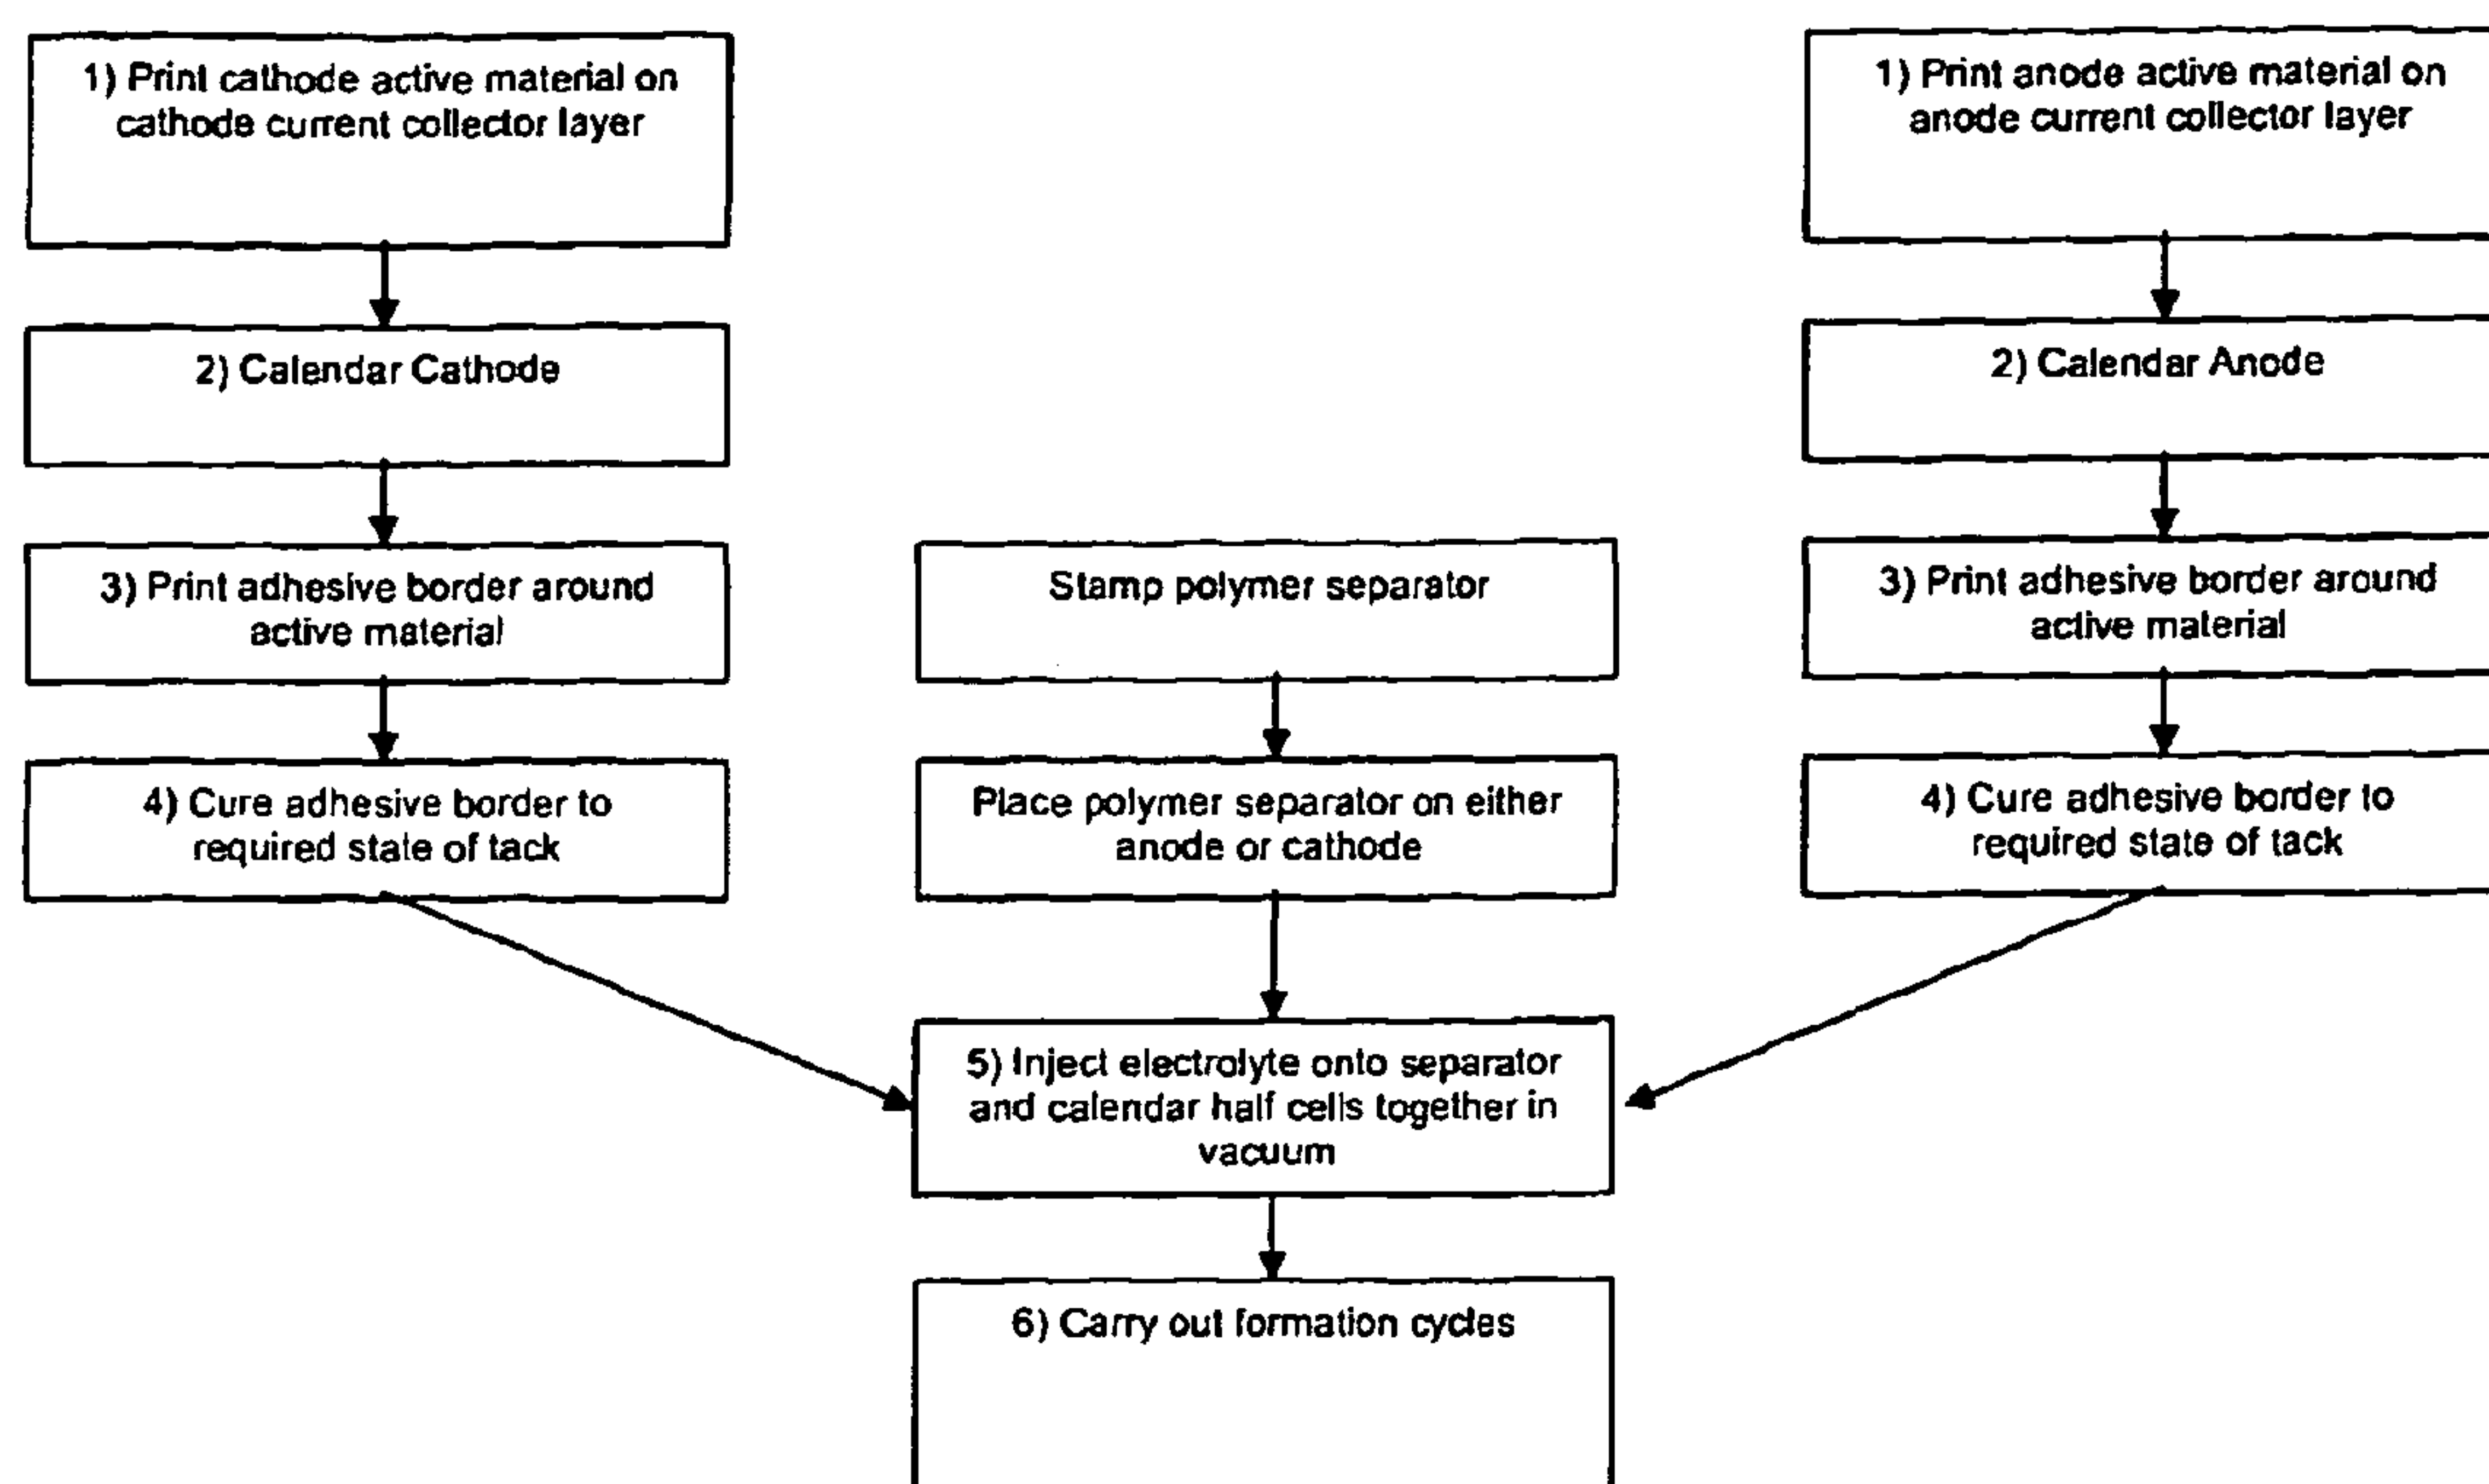 1) Print cathode active material on
cathode current collector layer
2) Calendar Cathode
3) Print adhesive border around
active material
4) Cure adhesive border to
required state of tack
Stamp polymer separator
Place polymer separator on either
anode or cathode
1) Print anode active material on
anode current collector layer
2) Calendar Anode
3) Print adhesive border around
active material
4) Cure adhesive border to
required state of tack
5) Inject electrolyte onto separator
and calendar half cells together in
vacuum
6) Carry out formation cycles